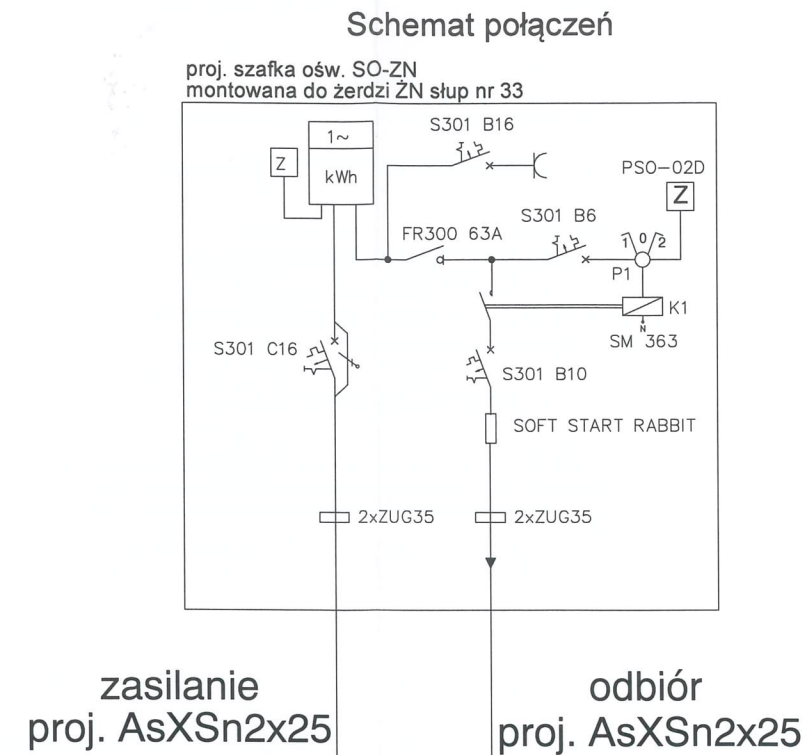 Schemat połączeń
proj. szafka ośw. SO-ZN
montowana do żerdzi ŻN słup nr 33
1~
kWh
Z
S301 B16
PSO-02D
Z
S301 B6
FR300 63A
1 0 2
P1
K1
N
SM 363
S301 C16
S301 B10
SOFT START RABBIT
2xZUG35
2xZUG35
zasilanie
proj. AsXSn2x25
odbiór
proj. AsXSn2x25